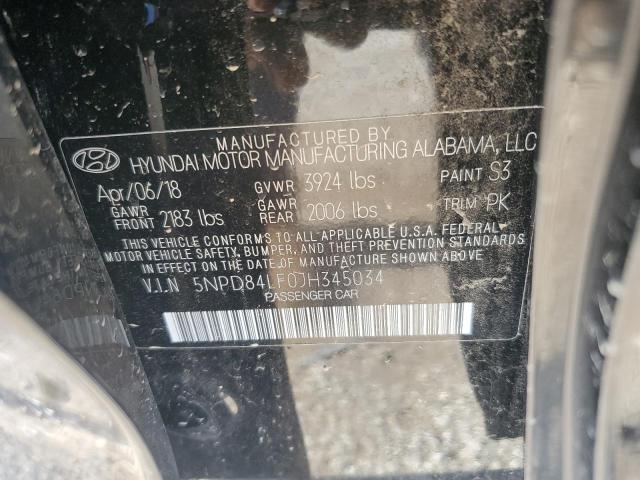 MANUFACTURED BY
HYUNDAI MOTOR MANUFACTURING ALABAMA, LLC
Apr/06/18 GVWR 3924 lbs PAINT S3
GAWR FRONT 2183 lbs GAWR REAR 2006 lbs TRIM PK
THIS VEHICLE CONFORMS TO ALL APPLICABLE U.S.A. FEDERAL
MOTOR VEHICLE SAFETY, BUMPER, AND THEFT PREVENTION STANDARDS
IN EFFECT ON THE DATE OF MANUFACTURE SHOWN ABOVE.
V.I.N 5NPD84LF0JH345034
PASSENGER CAR